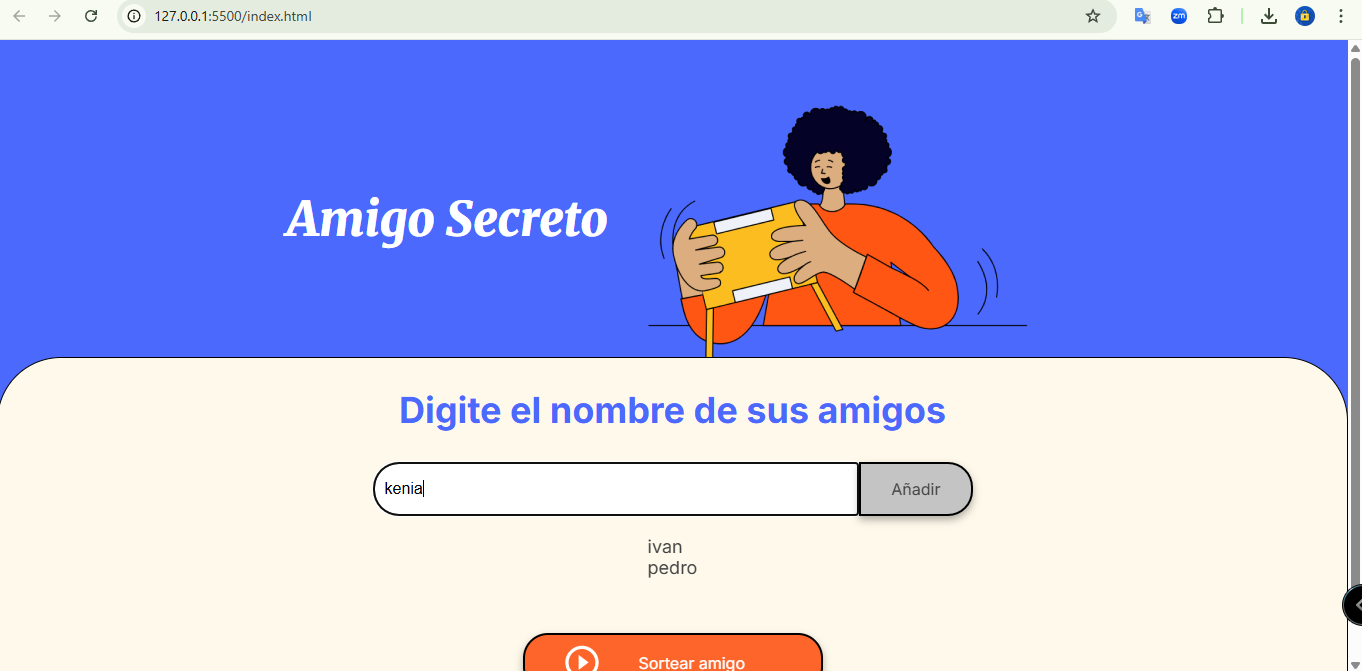 127.0.0.1:5500/index.html
zm
Amigo Secreto
Digite el nombre de sus amigos
kenia
Añadir
ivan
pedro
Sortear amigo